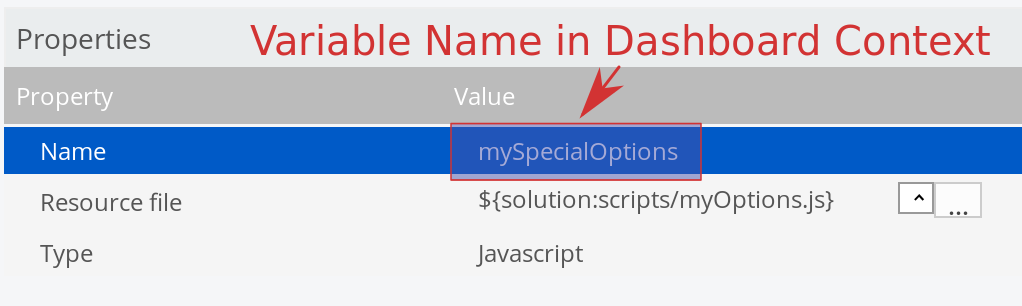 Properties Variable Name in Dashboard Context
Property Value
Name mySpecialOptions
Resource file ${solution:scripts/myOptions.js} ^ ...
Type Javascript